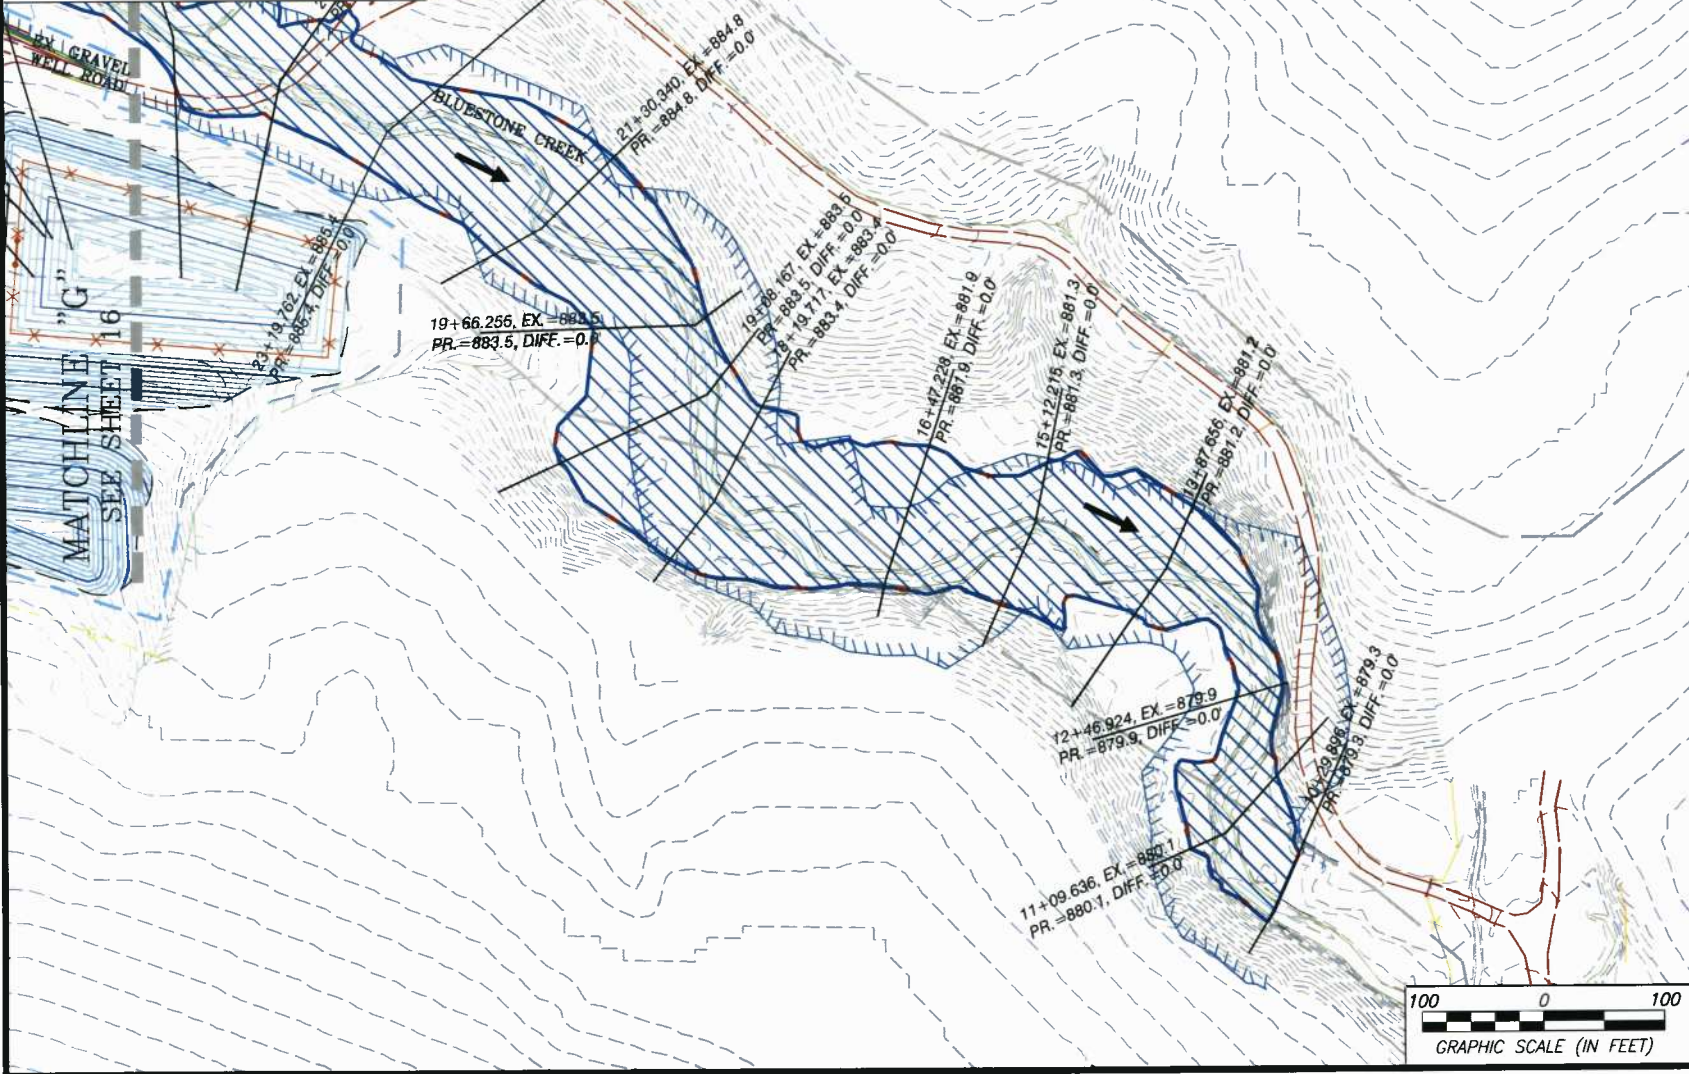 EX GRAVEL
WELL ROAD
BLUESTONE CREEK
21+30.340, EX.=884.8
PR.=884.8, DIFF.=0.0'
23+19.762, EX.=885.4
PR.=885.4, DIFF.=0.0'
19+66.255, EX.=883.5
PR.=883.5, DIFF.=0.0'
EX.=883.5
PR.=883.5, DIFF.=0.0'
18+19.717, EX.=883.4
PR.=883.4, DIFF.=0.0'
16+47.228, EX.=881.9
PR.=881.9, DIFF.=0.0'
15+12.215, EX.=881.3
PR.=881.3, DIFF.=0.0'
13+87.656, EX.=881.2
PR.=881.2, DIFF.=0.0'
MATCHLINE "G"
SEE SHEET 16
12+46.924, EX.=879.9
PR.=879.9, DIFF.=0.0'
10+29.896, EX.=879.3
PR.=879.3, DIFF.=0.0'
11+09.636, EX.=880.1
PR.=880.1, DIFF.=0.0'
100 0 100
GRAPHIC SCALE (IN FEET)